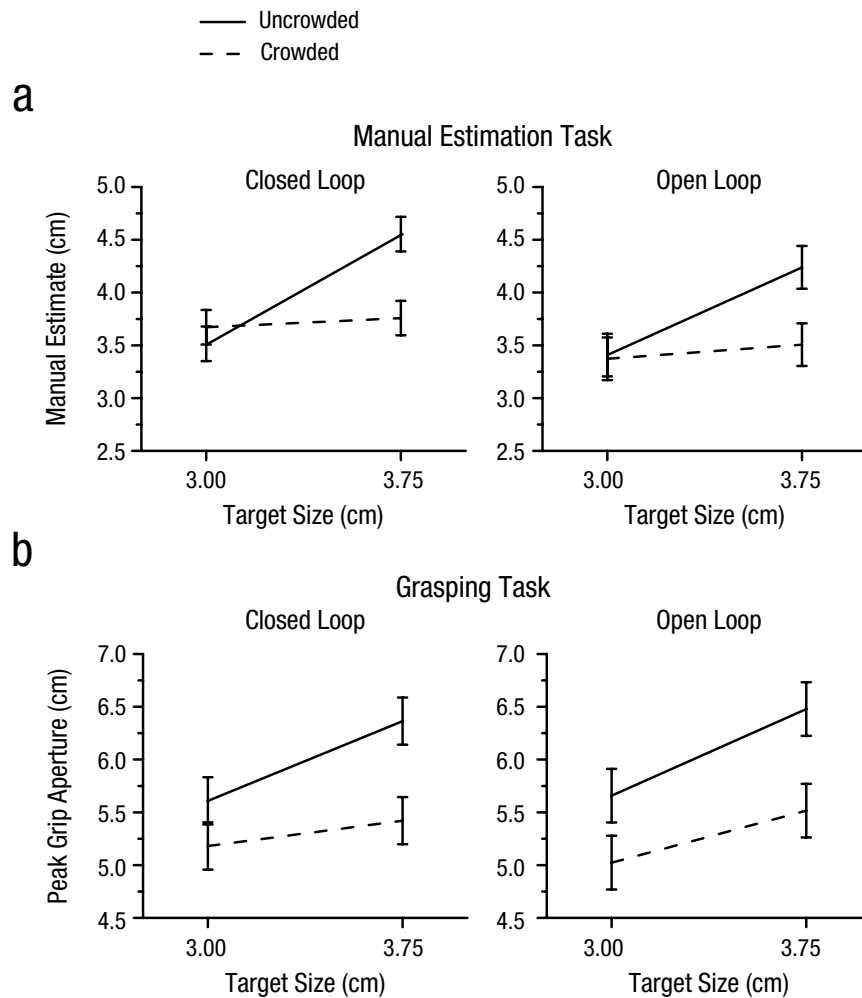 Uncrowded
Crowded
a
Manual Estimation Task
Closed Loop
Open Loop
Manual Estimate (cm)
5.0
4.5
4.0
3.5
3.0
2.5
3.00 3.75
Target Size (cm)
5.0
4.5
4.0
3.5
3.0
2.5
3.00 3.75
Target Size (cm)
b
Grasping Task
Closed Loop
Open Loop
Peak Grip Aperture (cm)
7.0
6.5
6.0
5.5
5.0
4.5
3.00 3.75
Target Size (cm)
7.0
6.5
6.0
5.5
5.0
4.5
3.00 3.75
Target Size (cm)